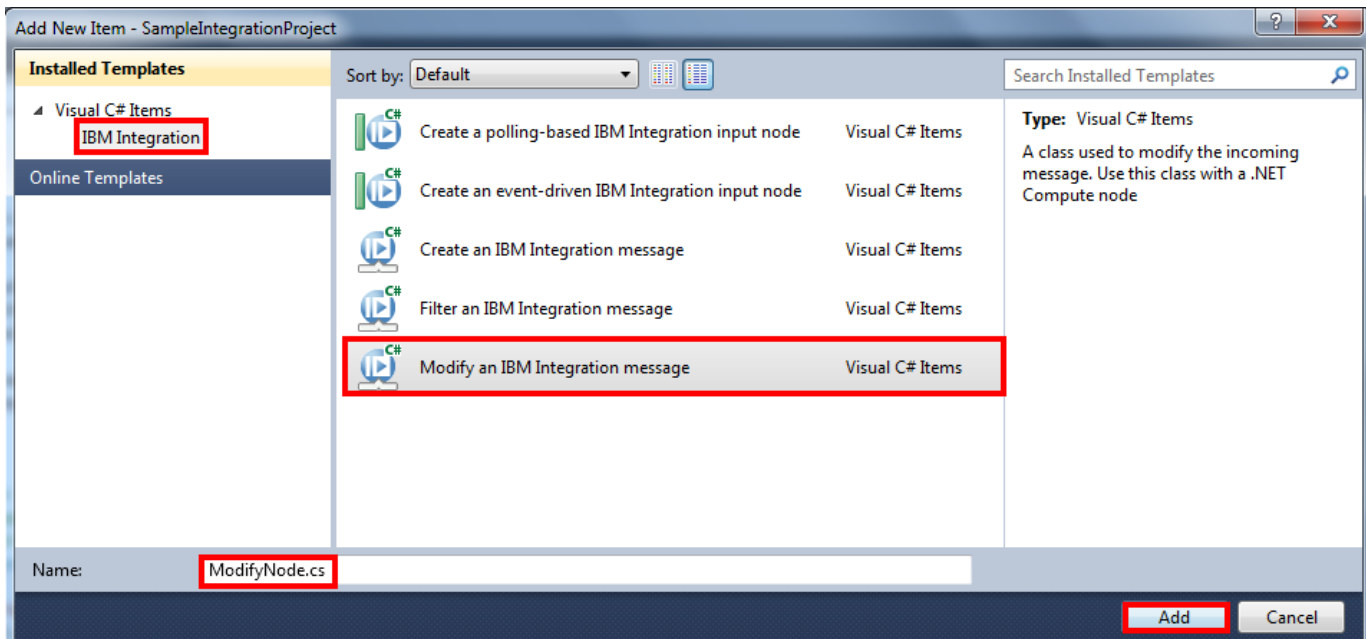 Add New Item - SampleIntegrationProject
?
X
Installed Templates
Sort by: Default
Search Installed Templates
Visual C# Items
IBM Integration
Online Templates
C#
Create a polling-based IBM Integration input node Visual C# Items
C#
Create an event-driven IBM Integration input node Visual C# Items
C#
Create an IBM Integration message Visual C# Items
C#
Filter an IBM Integration message Visual C# Items
C#
Modify an IBM Integration message Visual C# Items
Type: Visual C# Items
A class used to modify the incoming
message. Use this class with a .NET
Compute node
Name: ModifyNode.cs
Add Cancel